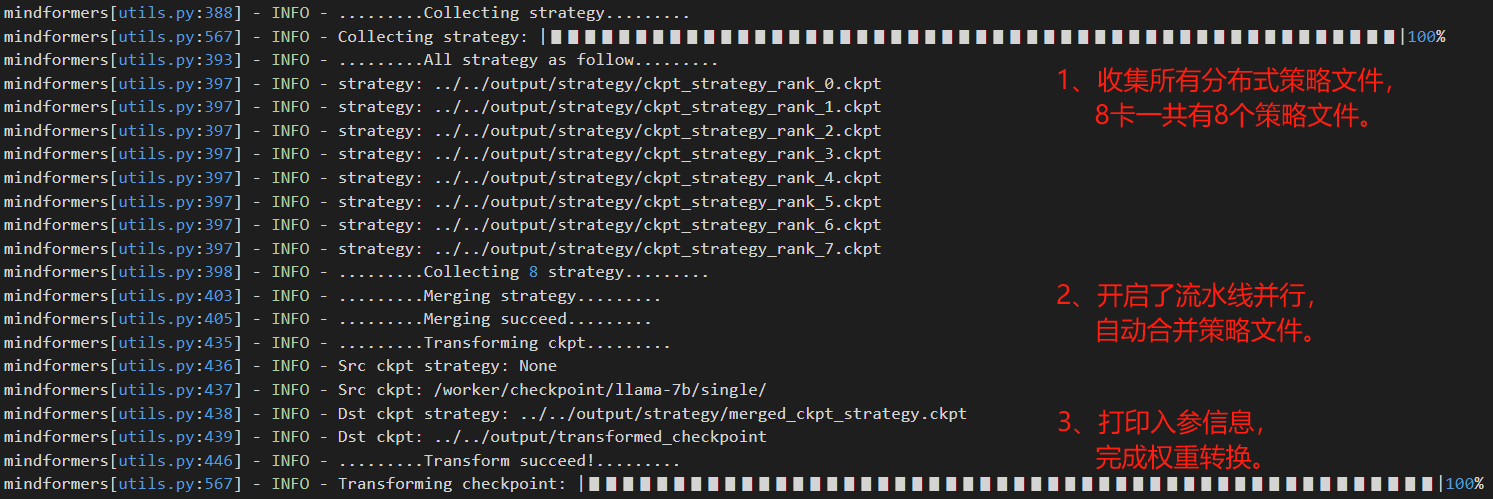 mindformers[utils.py:388] - INFO - .........Collecting strategy.........
mindformers[utils.py:567] - INFO - Collecting strategy: |██████████████████████████████████████████████████|100%
mindformers[utils.py:393] - INFO - .........All strategy as follow.........
mindformers[utils.py:397] - INFO - strategy: ../../output/strategy/ckpt_strategy_rank_0.ckpt
1、收集所有分布式策略文件,
mindformers[utils.py:397] - INFO - strategy: ../../output/strategy/ckpt_strategy_rank_1.ckpt
8卡一共有8个策略文件。
mindformers[utils.py:397] - INFO - strategy: ../../output/strategy/ckpt_strategy_rank_2.ckpt
mindformers[utils.py:397] - INFO - strategy: ../../output/strategy/ckpt_strategy_rank_3.ckpt
mindformers[utils.py:397] - INFO - strategy: ../../output/strategy/ckpt_strategy_rank_4.ckpt
mindformers[utils.py:397] - INFO - strategy: ../../output/strategy/ckpt_strategy_rank_5.ckpt
mindformers[utils.py:397] - INFO - strategy: ../../output/strategy/ckpt_strategy_rank_6.ckpt
mindformers[utils.py:397] - INFO - strategy: ../../output/strategy/ckpt_strategy_rank_7.ckpt
mindformers[utils.py:398] - INFO - .........Collecting 8 strategy.........
mindformers[utils.py:403] - INFO - .........Merging strategy.........
2、开启了流水线并行,
mindformers[utils.py:405] - INFO - .........Merging succeed.........
自动合并策略文件。
mindformers[utils.py:435] - INFO - .........Transforming ckpt.........
mindformers[utils.py:436] - INFO - Src ckpt strategy: None
mindformers[utils.py:437] - INFO - Src ckpt: /worker/checkpoint/llama-7b/single/
mindformers[utils.py:438] - INFO - Dst ckpt strategy: ../../output/strategy/merged_ckpt_strategy.ckpt
3、打印入参信息,
mindformers[utils.py:439] - INFO - Dst ckpt: ../../output/transformed_checkpoint
完成权重转换。
mindformers[utils.py:446] - INFO - .........Transform succeed!.........
mindformers[utils.py:567] - INFO - Transforming checkpoint: |██████████████████████████████████████████████████|100%